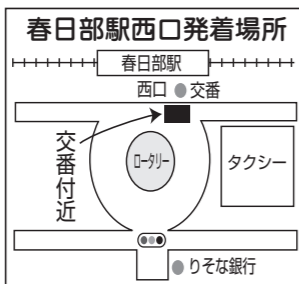 春日部駅西口発着場所
春日部駅
西口 交番
交番付近
ロータリー
タクシー
りそな銀行